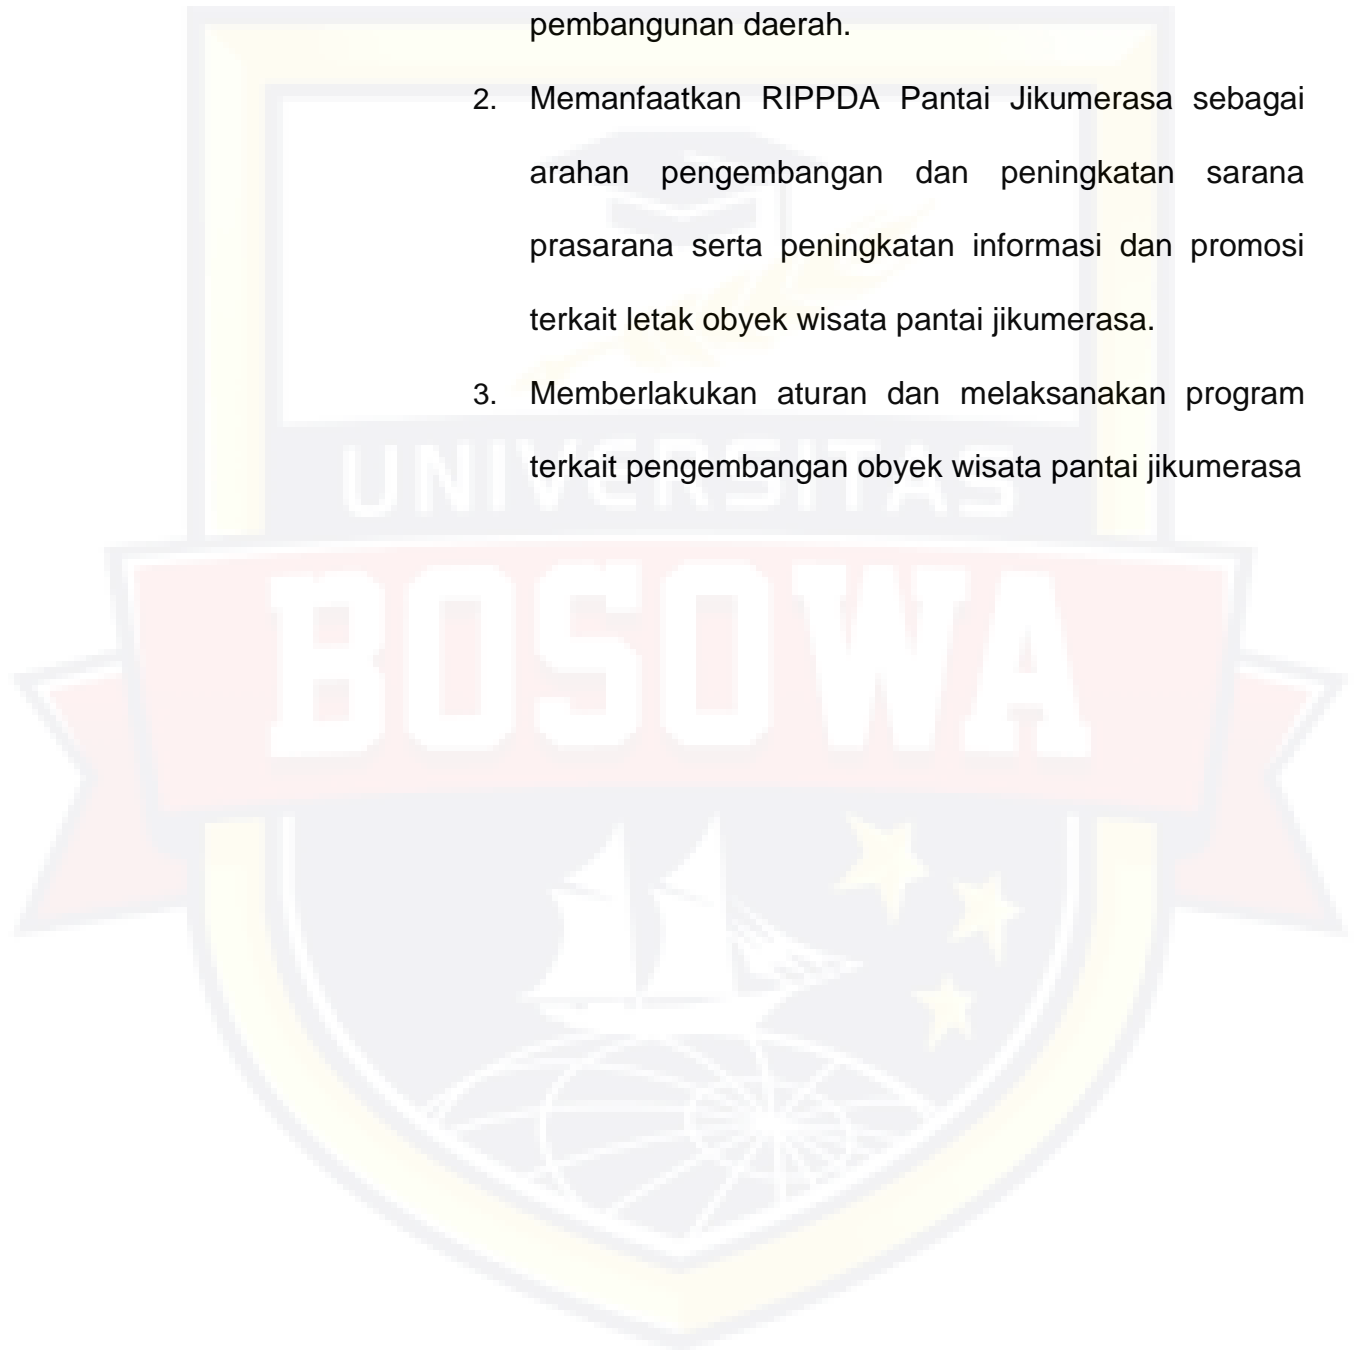 pembangunan daerah.
2. Memanfaatkan RIPPDA Pantai Jikumerasa sebagai
arahan pengembangan dan peningkatan sarana
prasarana serta peningkatan informasi dan promosi
terkait letak obyek wisata pantai jikumerasa.
3. Memberlakukan aturan dan melaksanakan program
terkait pengembangan obyek wisata pantai jikumerasa
UNIVERSITAS
BOSOWA